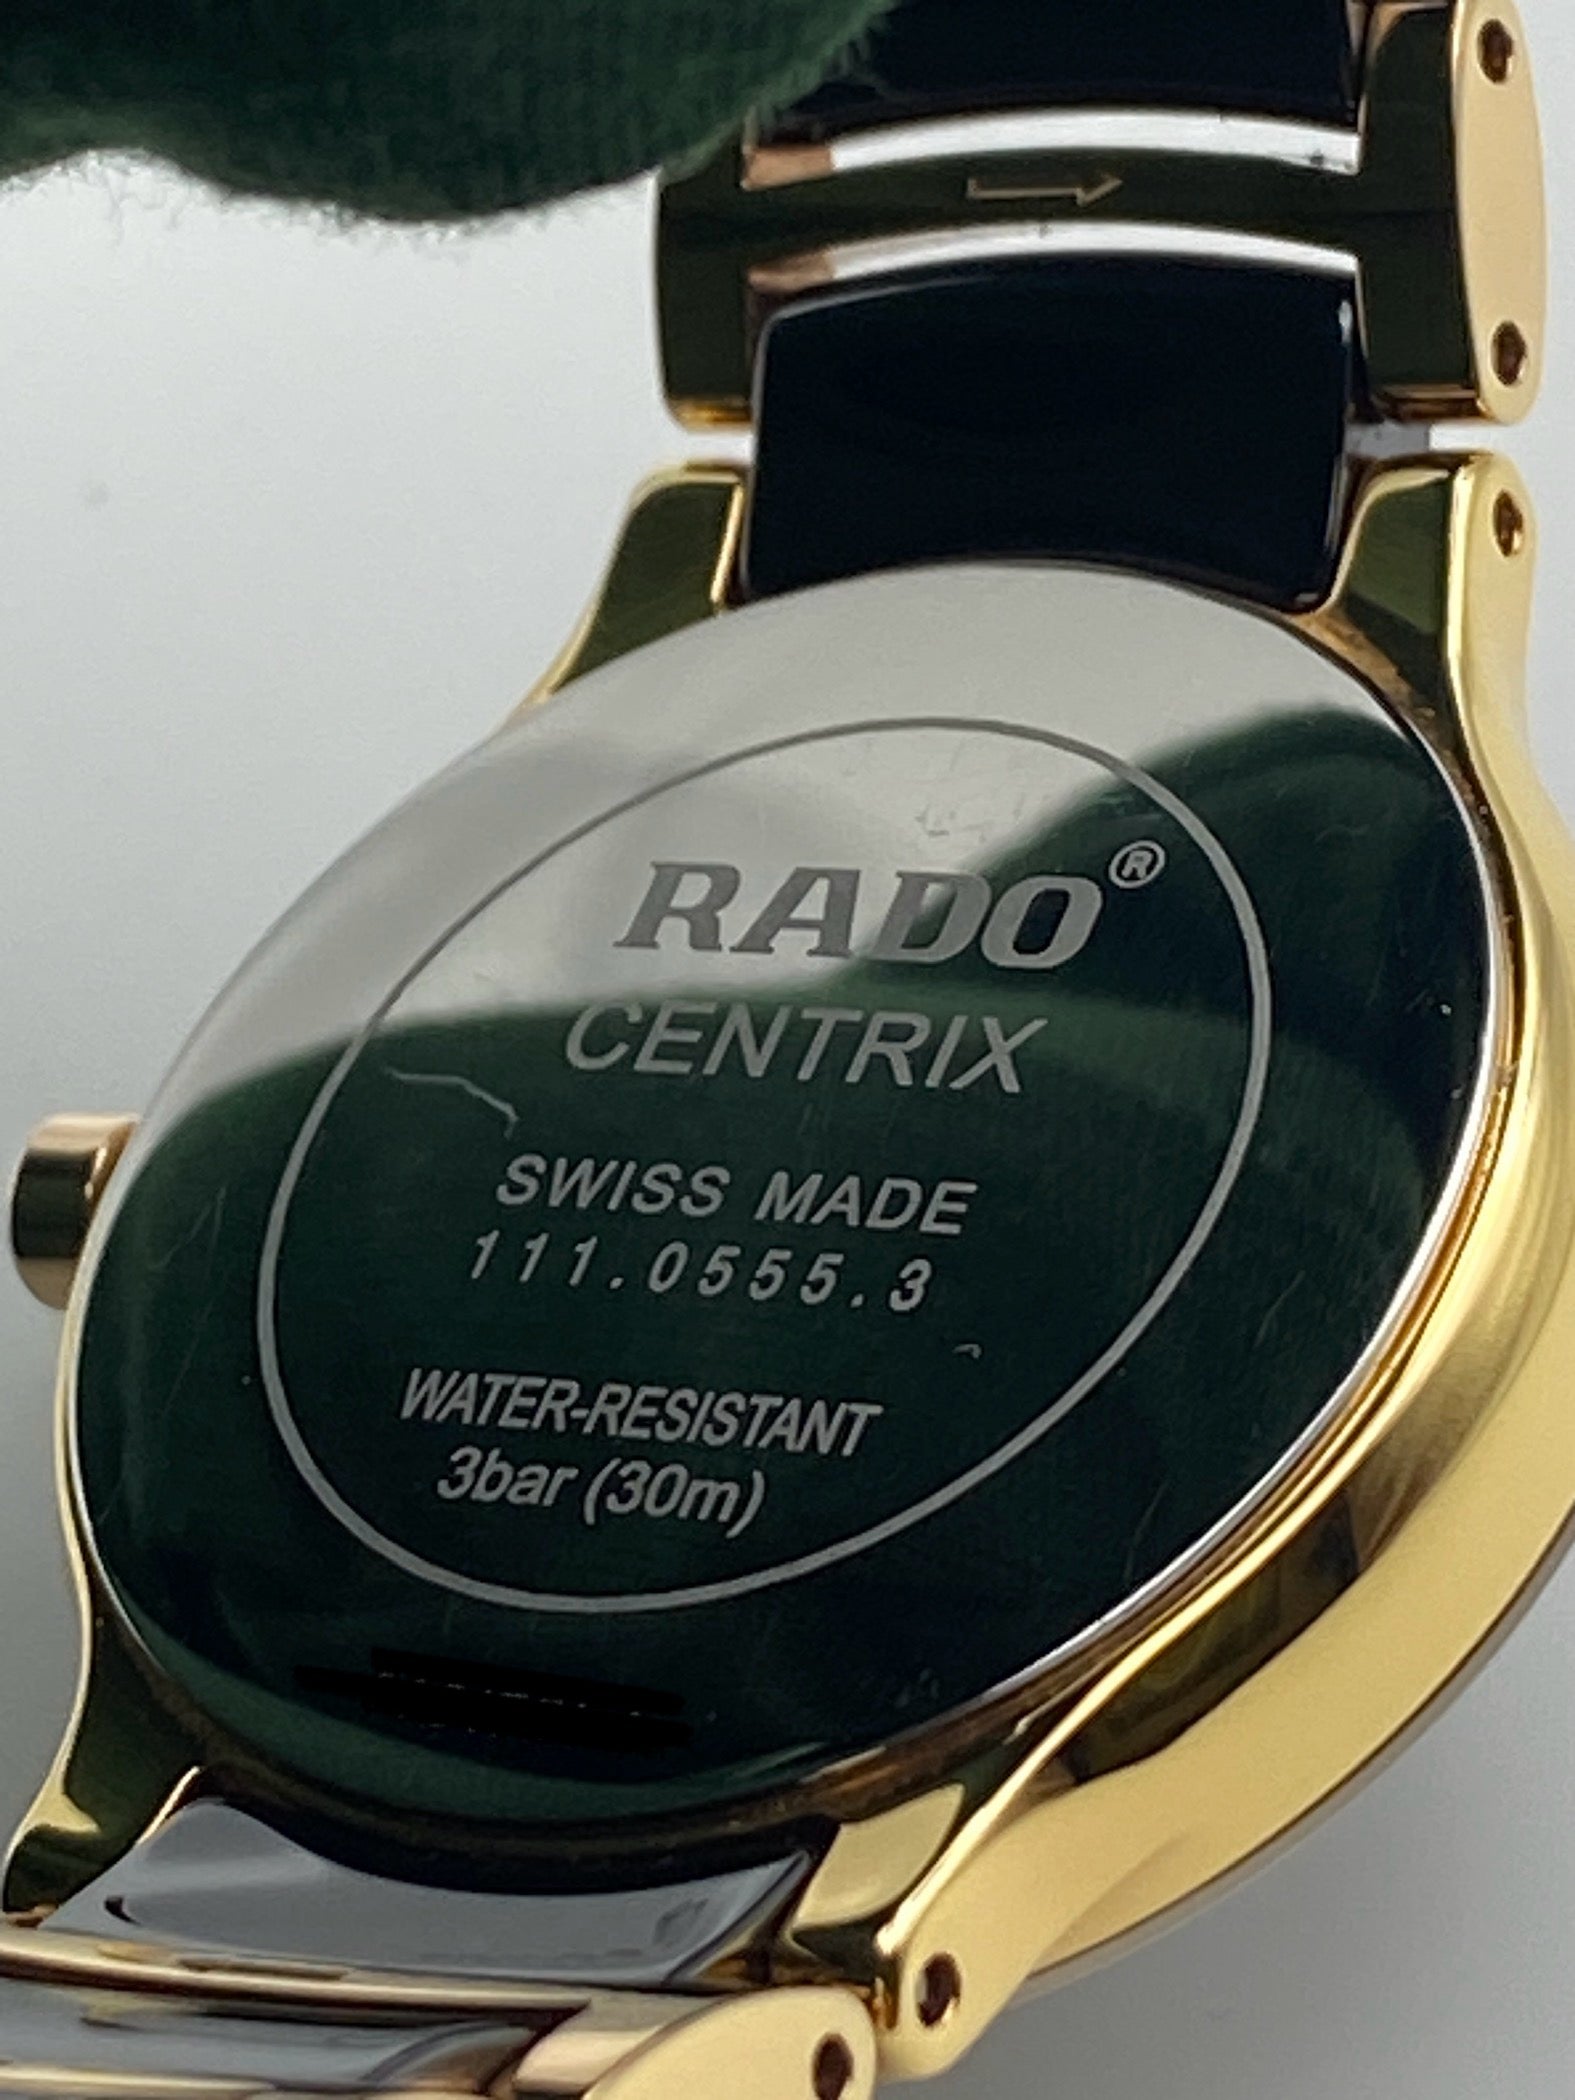 RADO®
CENTRIX
SWISS MADE
111.0555.3
WATER-RESISTANT
3bar (30m)